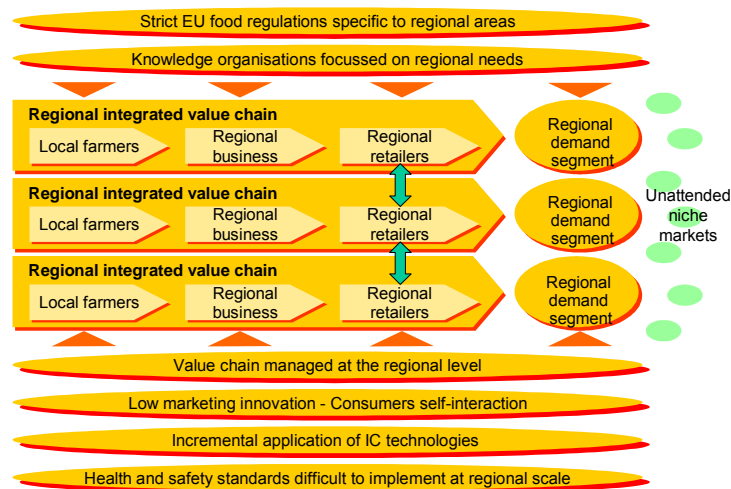 Strict EU food regulations specific to regional areas
Knowledge organisations focussed on regional needs
Regional integrated value chain
Local farmers
Regional
business
Regional
retailers
Regional
demand
segment
Regional integrated value chain
Local farmers
Regional
business
Regional
retailers
Regional
demand
segment
Unattended
niche
markets
Regional integrated value chain
Local farmers
Regional
business
Regional
retailers
Regional
demand
segment
Value chain managed at the regional level
Low marketing innovation - Consumers self-interaction
Incremental application of IC technologies
Health and safety standards difficult to implement at regional scale